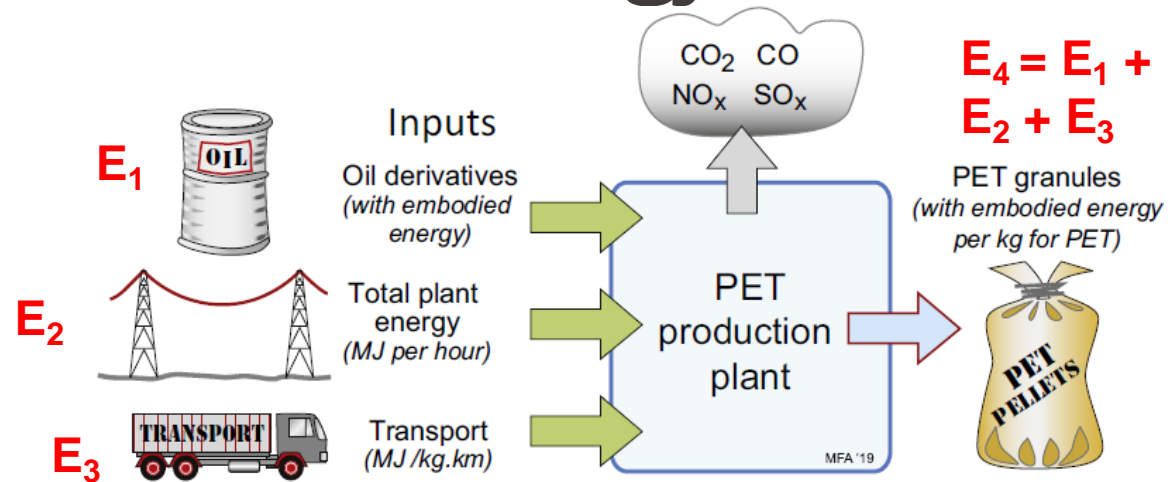 CO₂ CO
NOₓ SOₓ
E₄ = E₁ +
E₂ + E₃
Inputs
E₁
OIL
Oil derivatives
(with embodied
energy)
PET granules
(with embodied energy
per kg for PET)
E₂
Total plant
energy
(MJ per hour)
PET
production
plant
PET
PELLETS
E₃
TRANSPORT
Transport
(MJ /kg.km)
MFA '19